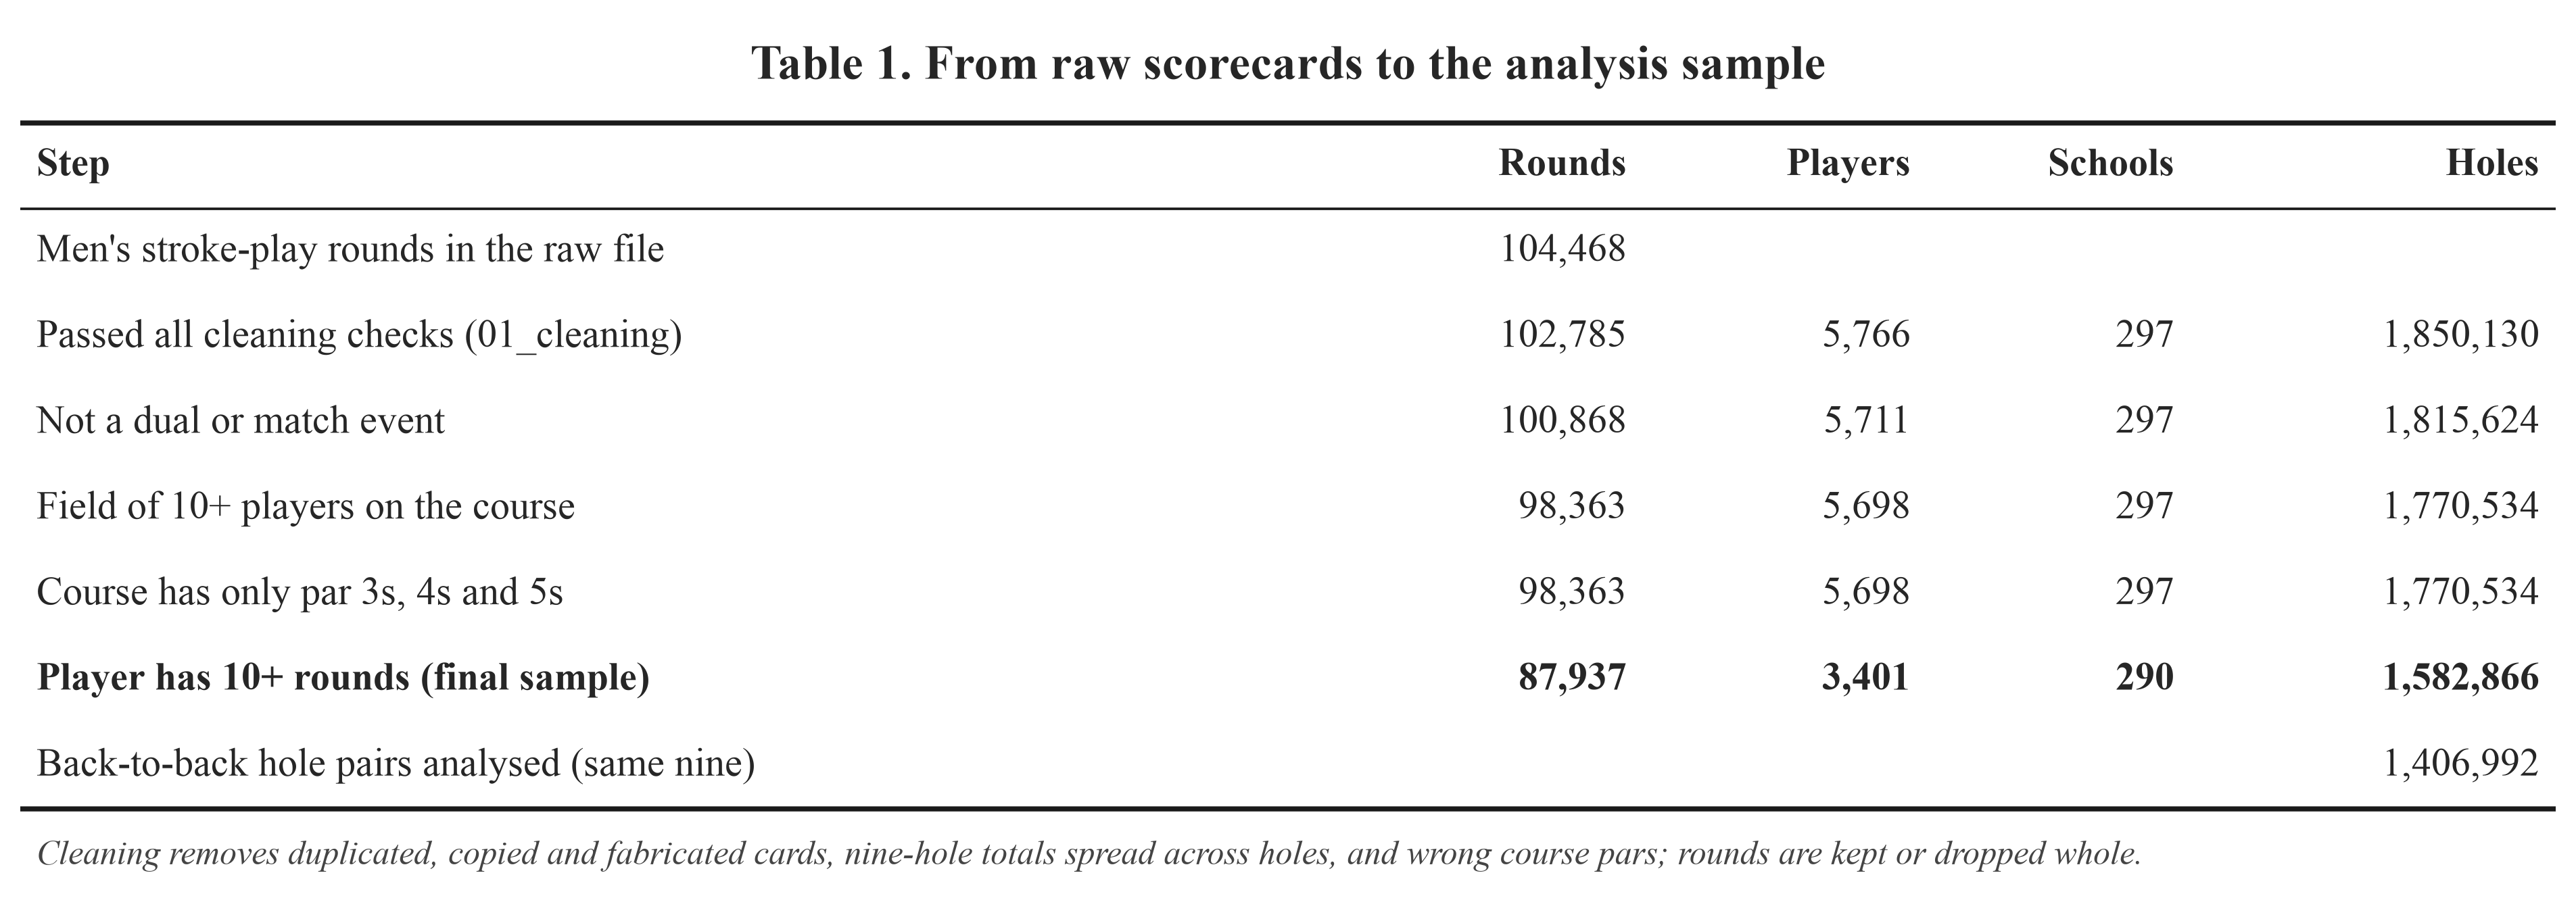 Table 1. From raw scorecards to the analysis sample
Step Rounds Players Schools Holes
Men's stroke-play rounds in the raw file 104,468
Passed all cleaning checks (01_cleaning) 102,785 5,766 297 1,850,130
Not a dual or match event 100,868 5,711 297 1,815,624
Field of 10+ players on the course 98,363 5,698 297 1,770,534
Course has only par 3s, 4s and 5s 98,363 5,698 297 1,770,534
Player has 10+ rounds (final sample) 87,937 3,401 290 1,582,866
Back-to-back hole pairs analysed (same nine) 1,406,992
Cleaning removes duplicated, copied and fabricated cards, nine-hole totals spread across holes, and wrong course pars; rounds are kept or dropped whole.